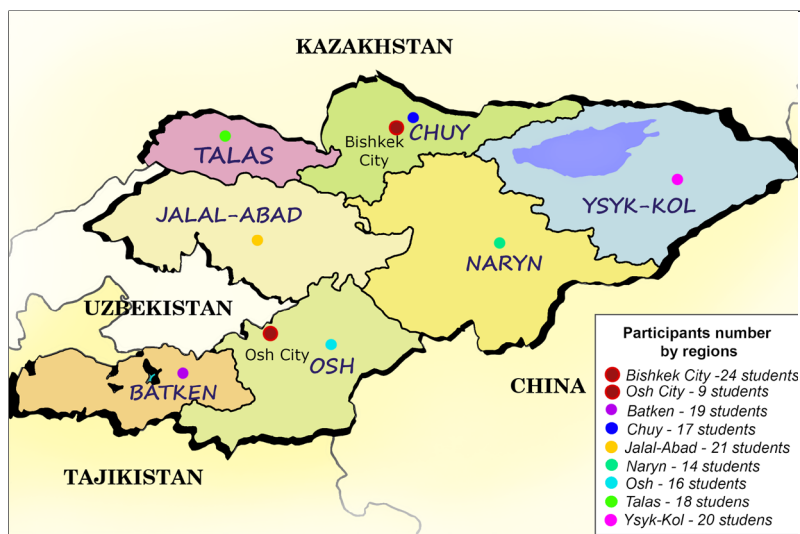 KAZAKHSTAN
Bishkek
City
CHUY
TALAS
JALAL-ABAD
YSYK-KOL
NARYN
UZBEKISTAN
Osh City
OSH
BATKEN
CHINA
TAJIKISTAN
Participants number
by regions
Bishkek City -24 students
Osh City - 9 students
Batken - 19 students
Chuy - 17 students
Jalal-Abad - 21 students
Naryn - 14 students
Osh - 16 students
Talas - 18 studens
Ysyk-Kol - 20 students